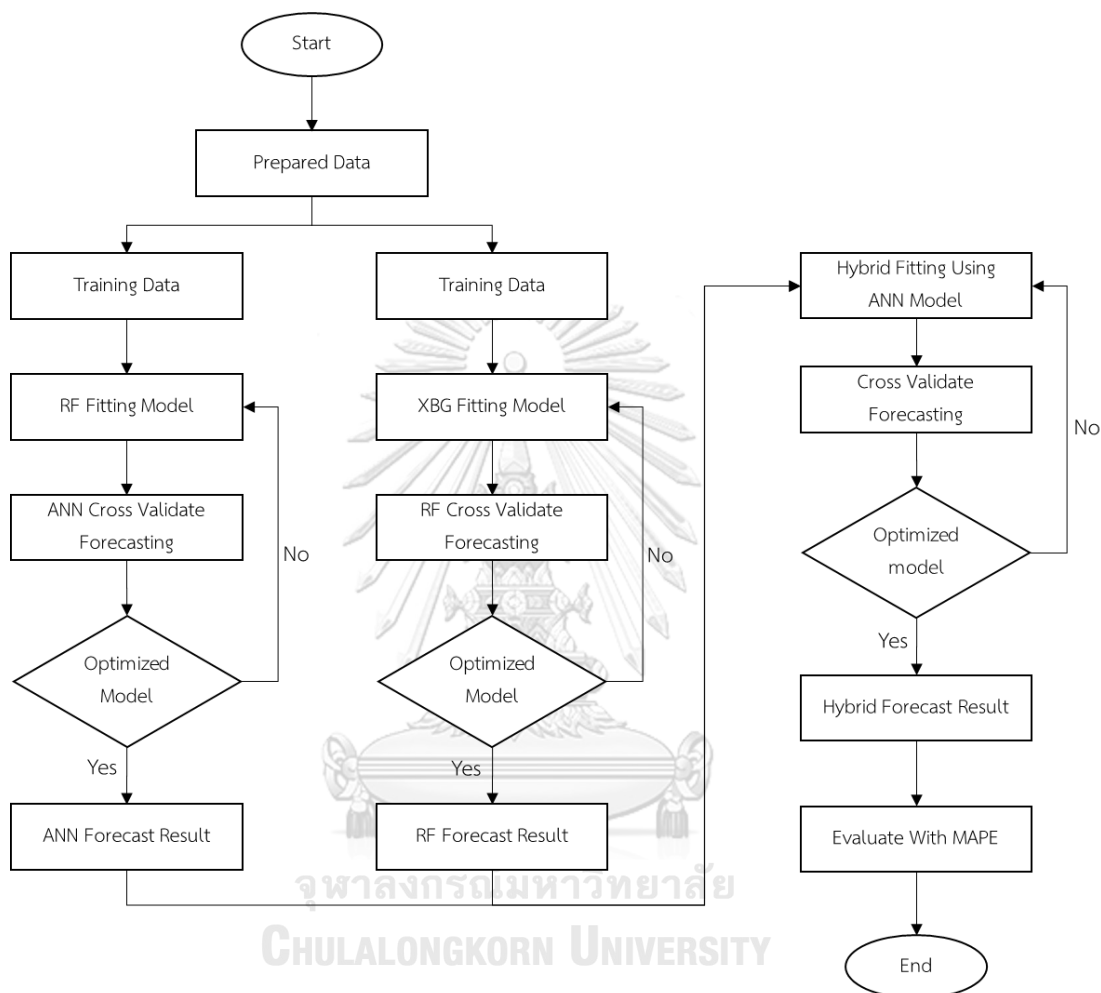 Start
Prepared Data
Training Data
RF Fitting Model
ANN Cross Validate
Forecasting
No
Optimized
Model
Yes
ANN Forecast Result
Training Data
XBG Fitting Model
RF Cross Validate
Forecasting
No
Optimized
Model
Yes
RF Forecast Result
Hybrid Fitting Using
ANN Model
Cross Validate
Forecasting
No
Optimized
model
Yes
Hybrid Forecast Result
Evaluate With MAPE
End
จุฬาลงกรณ์มหาวิทยาลัย
CHULALONGKORN UNIVERSITY